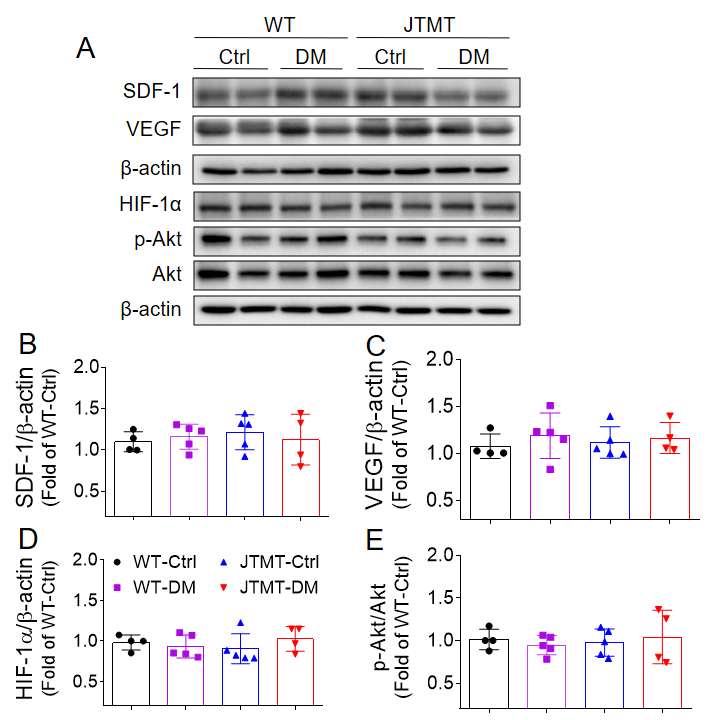 A
WT JTMT
Ctrl DM Ctrl DM
SDF-1
VEGF
β-actin
HIF-1α
p-Akt
Akt
β-actin
B
SDF-1/β-actin
(Fold of WT-Ctrl)
2.0
1.5
1.0
0.5
C
VEGF/β-actin
(Fold of WT-Ctrl)
2.0
1.5
1.0
0.5
D
HIF-1α/β-actin
(Fold of WT-Ctrl)
2.0
1.5
1.0
0.5
WT-Ctrl JTMT-Ctrl
WT-DM JTMT-DM
E
p-Akt/Akt
(Fold of WT-Ctrl)
2.0
1.5
1.0
0.5